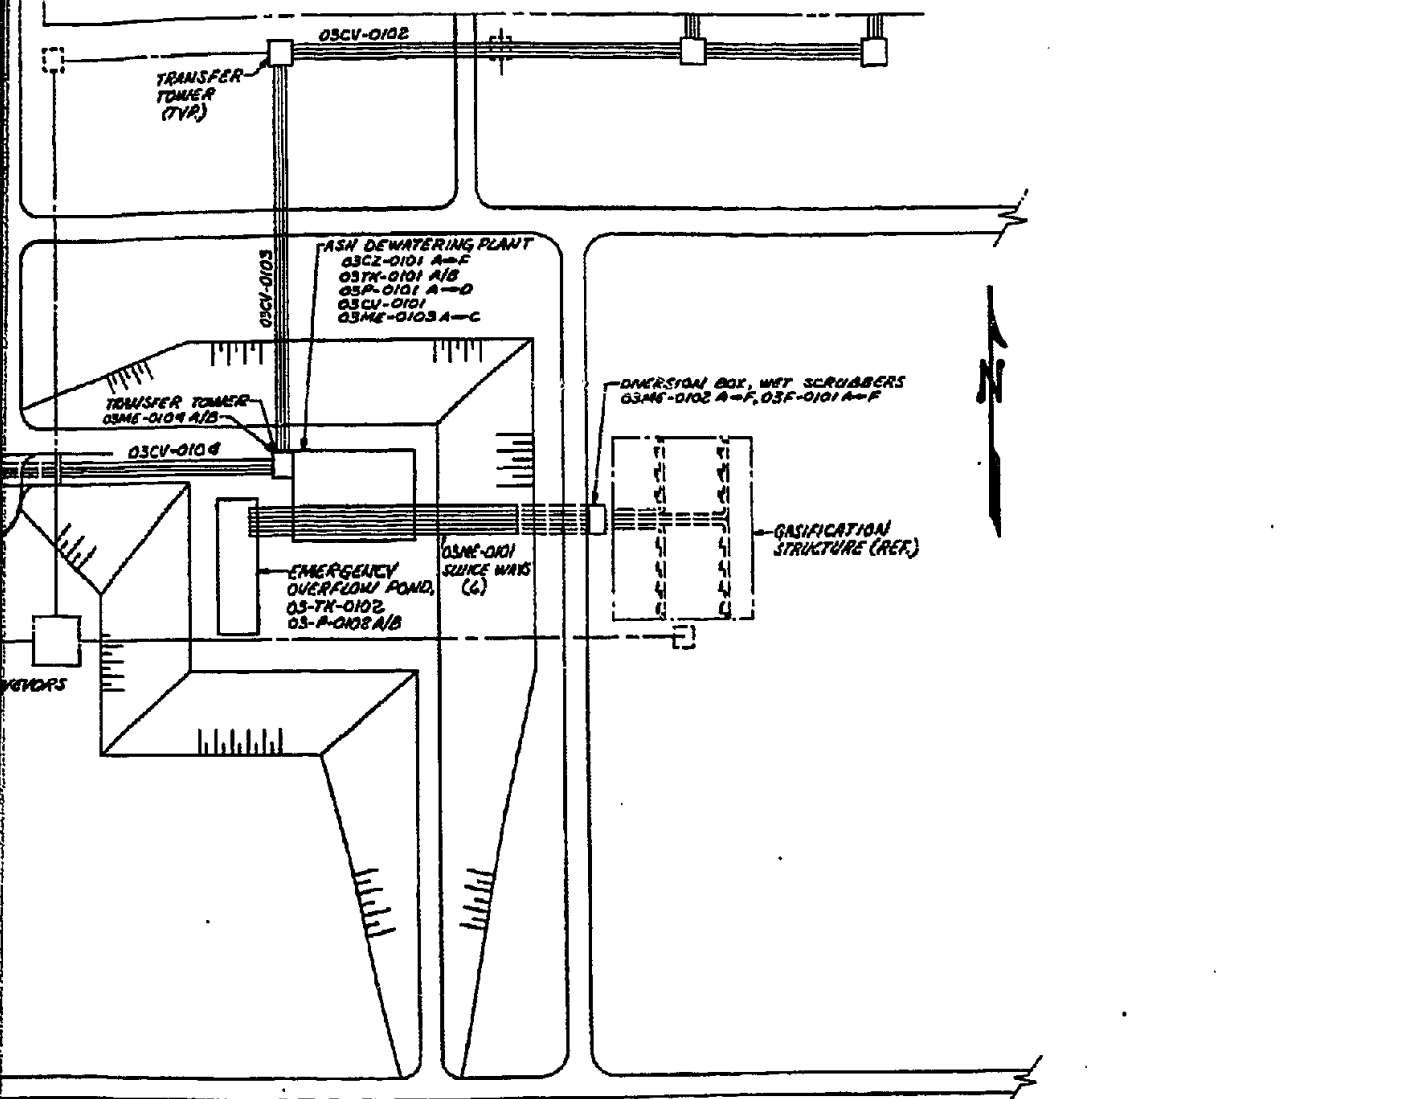 03CV-0102
TRANSFER
TOWER
(TYP.)
03CV-0103
ASH DEWATERING PLANT
03CZ-0101 A-F
03TK-0101 A/B
03P-0101 A-D
03CV-0101
03ME-0103 A-C
N
DIVERSION BOX, WET SCRUBBERS
03ME-0102 A-F, 03F-0101 A-F
TRANSFER TOWER
03ME-0104 A/B
03CV-0104
GASIFICATION
STRUCTURE (REF.)
03ME-0101
SLUICE WAYS
(6)
EMERGENCY
OVERFLOW POND,
03-TK-0102
03-P-0102 A/B
VEYORS